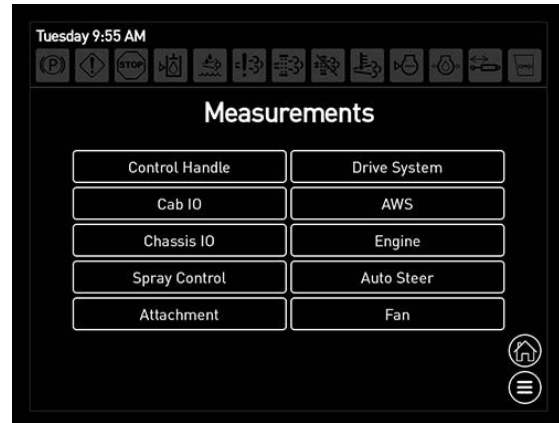 Tuesday 9:55 AM
(P) STOP
Measurements
Control Handle Drive System
Cab IO AWS
Chassis IO Engine
Spray Control Auto Steer
Attachment Fan